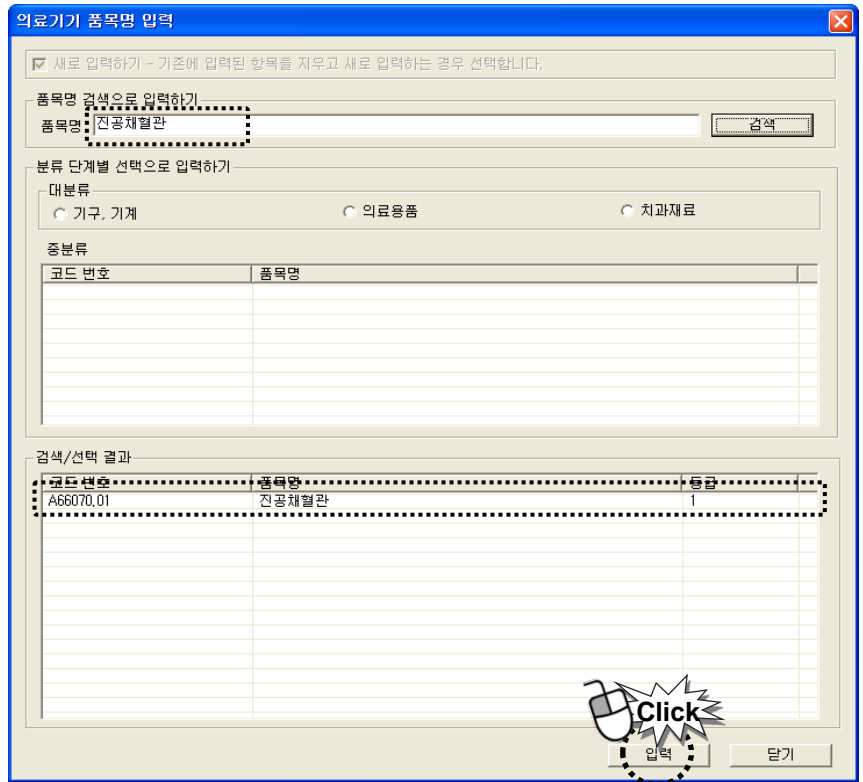 의료기기 품목명 입력
새로 입력하기 - 기존에 입력된 항목을 지우고 새로 입력하는 경우 선택합니다.
품목명 검색으로 입력하기
품목명 진공채혈관 검색
분류 단계별 선택으로 입력하기
대분류
기구, 기계 의료용품 치과재료
중분류
코드 번호 품목명
검색/선택 결과
코드 번호 품목명 등급
A66070.01 진공채혈관 1
Click
입력 닫기